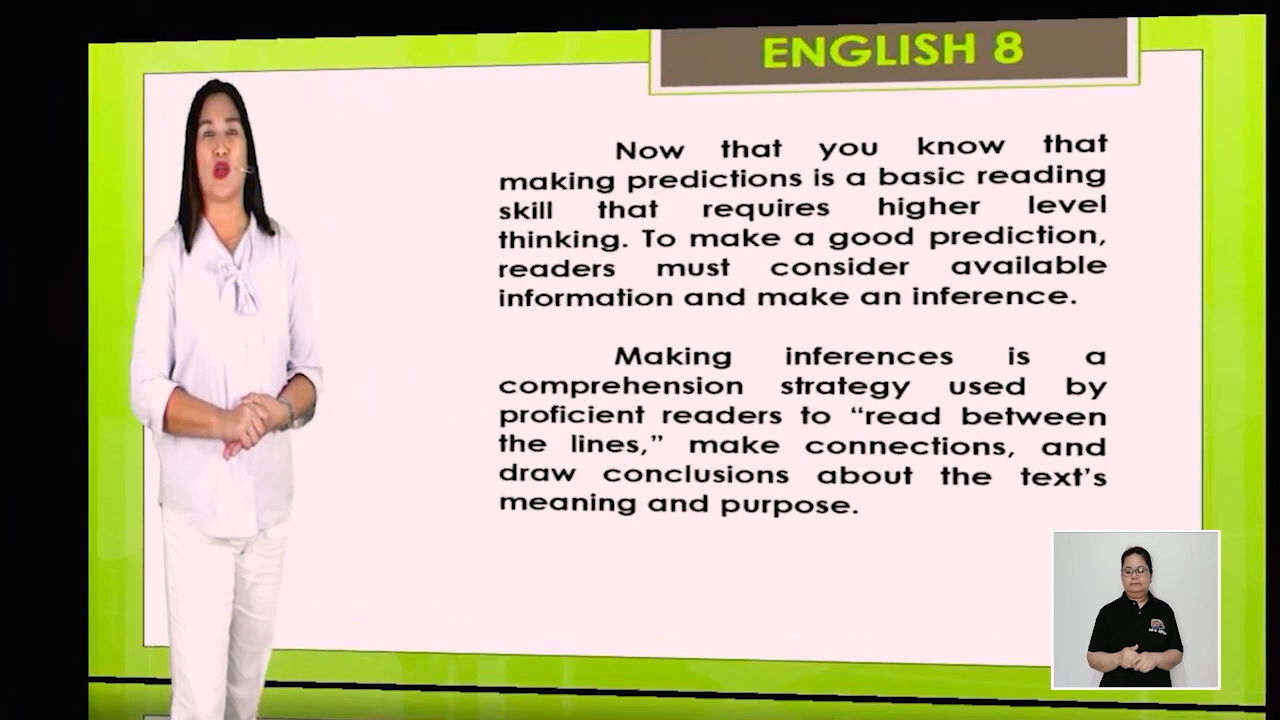 ENGLISH 8
Now that you know that
making predictions is a basic reading
skill that requires higher level
thinking. To make a good prediction,
readers must consider available
information and make an inference.
Making inferences is a
comprehension strategy used by
proficient readers to “read between
the lines,” make connections, and
draw conclusions about the text’s
meaning and purpose.